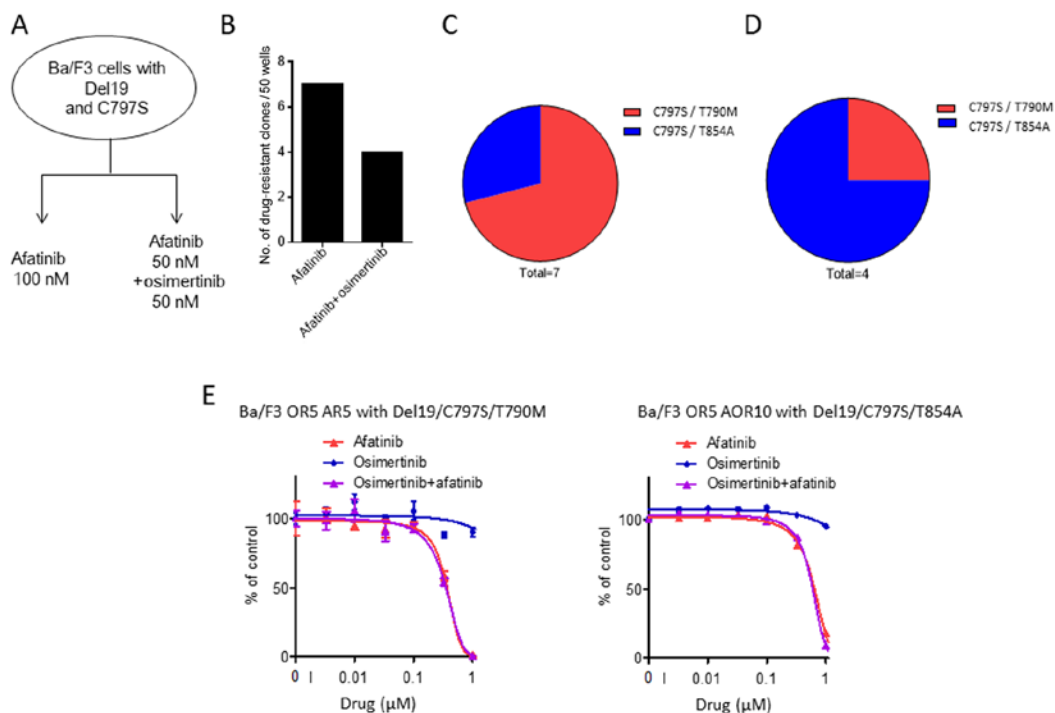 A
Ba/F3 cells with
Del19
and C797S
Afatinib
100 nM
Afatinib
50 nM
+osimertinib
50 nM
B
No. of drug-resistant clones/50 wells
8
6
4
2
0
Afatinib
Afatinib+osimertinib
C
C797S / T790M
C797S / T854A
Total=7
D
C797S / T790M
C797S / T854A
Total=4
E
Ba/F3 OR5 AR5 with Del19/C797S/T790M
Afatinib
Osimertinib
Osimertinib+afatinib
% of control
100
50
0
0 0.01 0.1 1
Drug (µM)
Ba/F3 OR5 AOR10 with Del19/C797S/T854A
Afatinib
Osimertinib
Osimertinib+afatinib
% of control
100
50
0
0 0.01 0.1 1
Drug (µM)